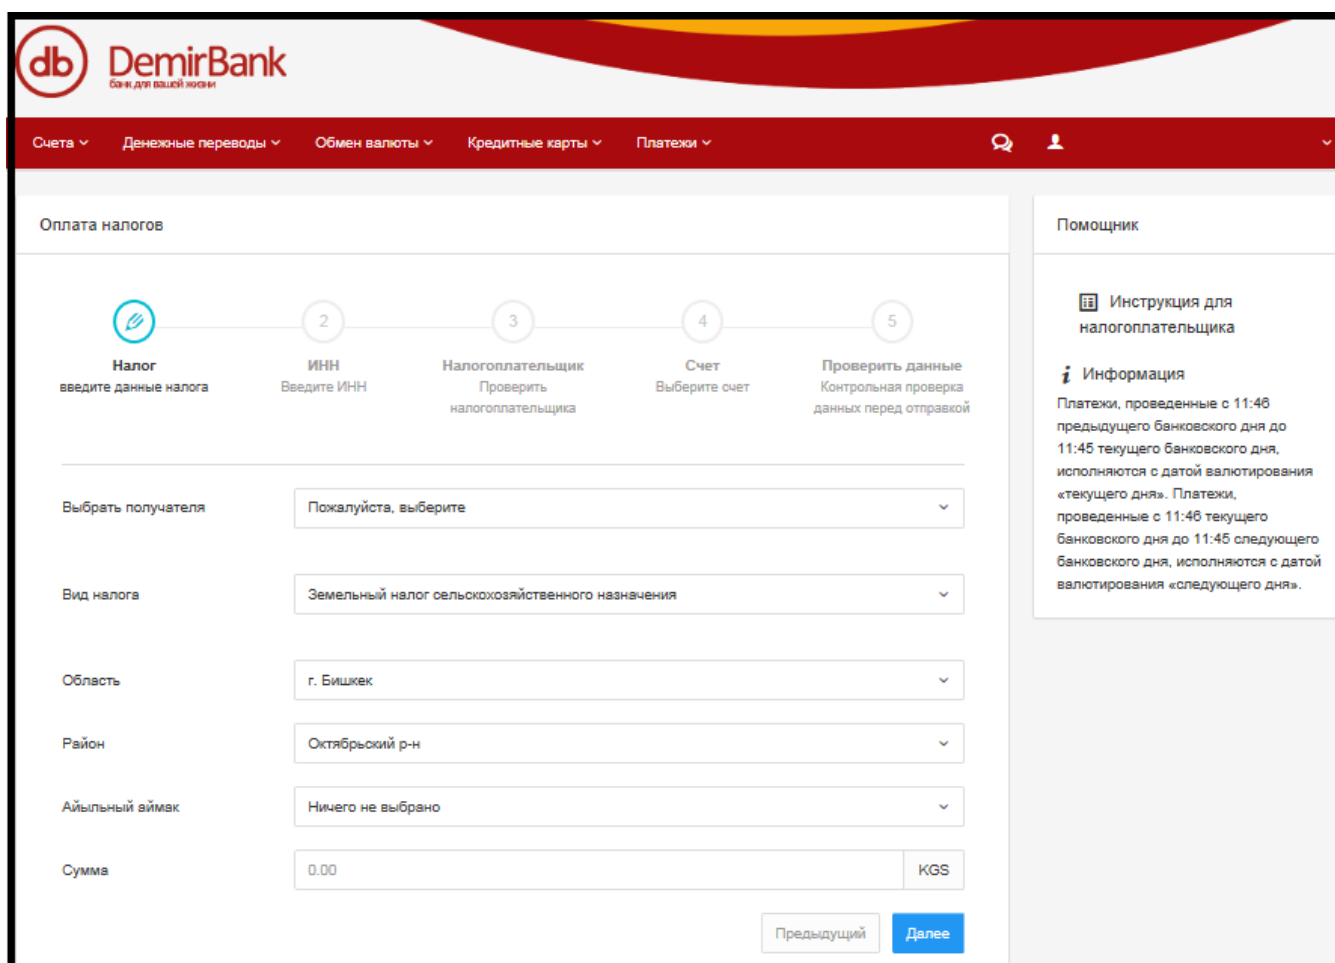 db DemirBank
банк для вашей жизни
Счета Денежные переводы Обмен валюты Кредитные карты Платежи
Оплата налогов
2 3 4 5
Налог ИНН Налогоплательщик Счет Проверить данные
введите данные налога Введите ИНН Проверить Выберите счет Контрольная проверка
налогоплательщика данных перед отправкой
Выбрать получателя Пожалуйста, выберите
Вид налога Земельный налог сельскохозяйственного назначения
Область г. Бишкек
Район Октябрьский р-н
Айыльный аймак Ничего не выбрано
Сумма 0.00 KGS
Предыдущий Далее
Помощник
Инструкция для
налогоплательщика
i Информация
Платежи, проведенные с 11:46
предыдущего банковского дня до
11:45 текущего банковского дня,
исполняются с датой валютирования
«текущего дня». Платежи,
проведенные с 11:46 текущего
банковского дня до 11:45 следующего
банковского дня, исполняются с датой
валютирования «следующего дня».